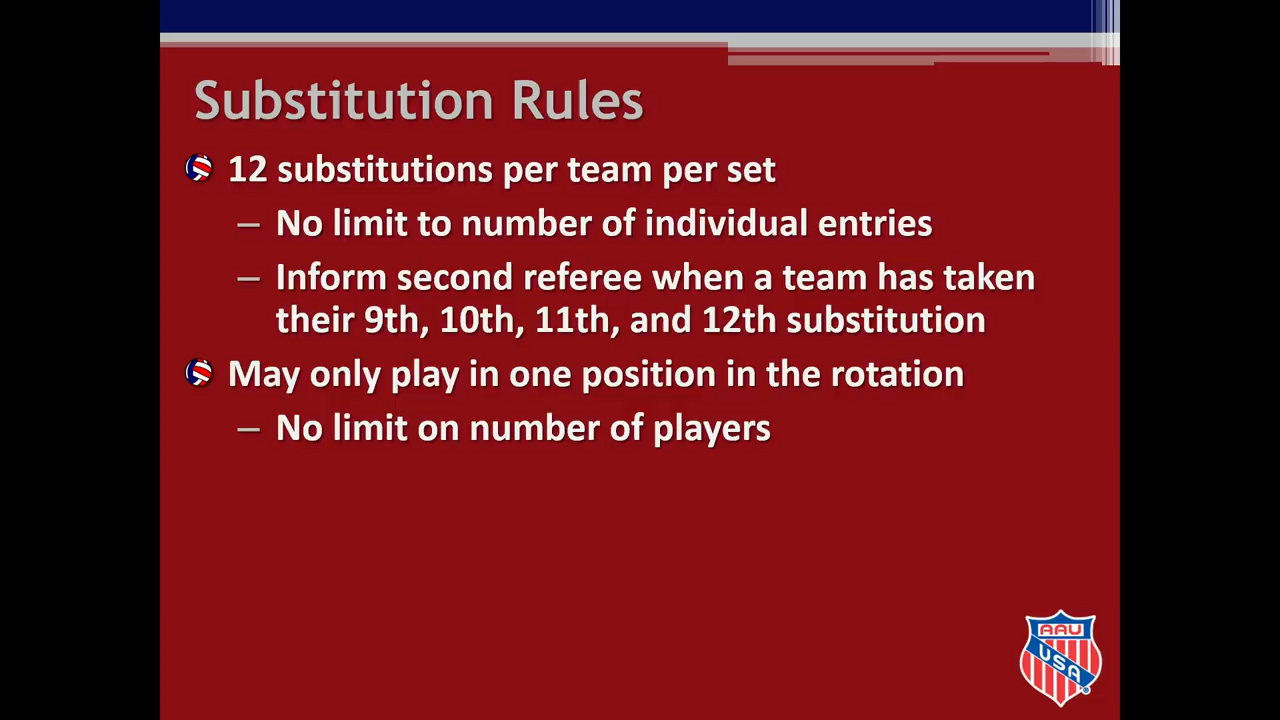 Substitution Rules
12 substitutions per team per set
– No limit to number of individual entries
– Inform second referee when a team has taken
their 9th, 10th, 11th, and 12th substitution
May only play in one position in the rotation
– No limit on number of players
AAU
USA
®